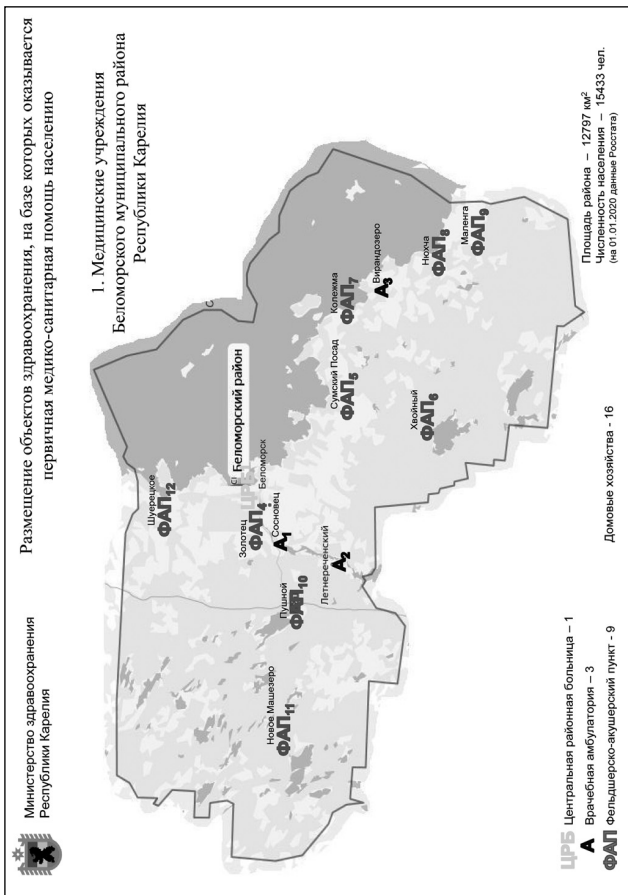 Министерство здравоохранения
Республики Карелия
Размещение объектов здравоохранения, на базе которых оказывается
первичная медико-санитарная помощь населению
1. Медицинские учреждения
Беломорского муниципального района
Республики Карелия
Шуерецкое
ФАП12
Беломорский район
ЦРБ
Беломорск
Золотец
ФАП4
Сосновец
А1
Пушной
ФАП10
Летнереченский
А2
Новое Машезеро
ФАП11
Колежма
ФАП7
Сумский Посад
ФАП5
Вирандозеро
А3
Хвойный
ФАП6
Нюхча
ФАП8
Маленга
ФАП9
ЦРБ Центральная районная больница – 1
А Врачебная амбулатория – 3
ФАП Фельдшерско-акушерский пункт - 9
Домовые хозяйства - 16
Площадь района – 12797 км²
Численность населения – 15433 чел.
(на 01.01.2020 данные Росстата)